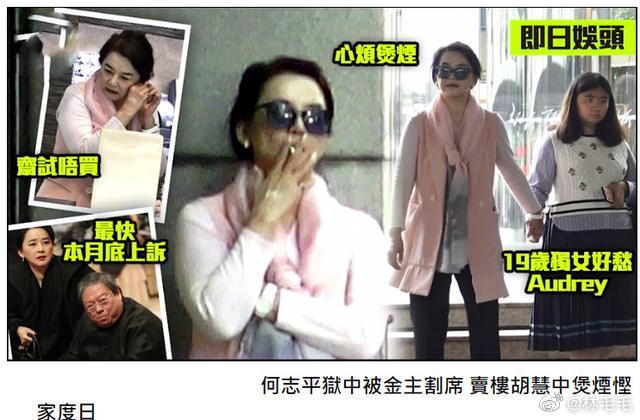 即日娛頭
心煩煲煙
齋試唔買
最快
本月底上訴
19歲獨女好愁
Audrey
何志平獄中被金主割席 賣樓胡慧中煲煙慳
家度日
@林毛毛